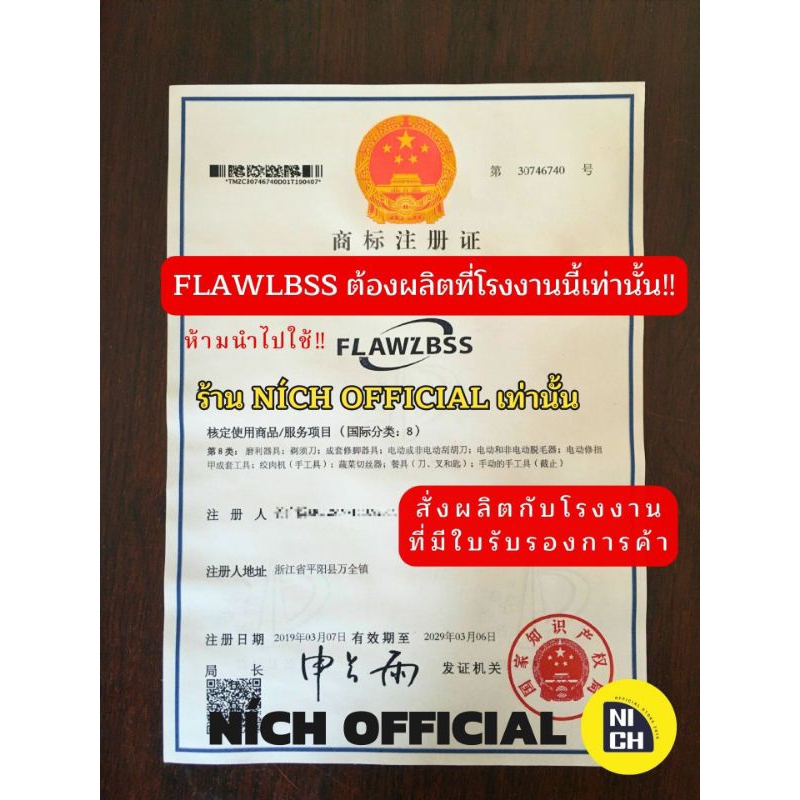 *TMZC30746740D01T190407*
第 30746740 号
商标注册证
FLAWLBSS ต้องผลิตที่โรงงานนี้เท่านั้น!!
ห้ามนำไปใช้!!
FLAWZBSS
ร้าน NÍCH OFFICIAL เท่านั้น
核定使用商品/服务项目（国际分类：8）
第8类：磨利器具；剃须刀；成套修脚器具；电动或非电动刮胡刀；电动和非电动脱毛器；电动修指
甲成套工具；绞肉机（手工具）；蔬菜切丝器；餐具（刀、叉和匙）；手动的手工具（截止）
สั่งผลิตกับโรงงาน
ที่มีใบรับรองการค้า
注册人
注册人地址 浙江省平阳县万全镇
注册日期 2019年03月07日 有效期至 2029年03月06日
局长 申长雨 发证机关
国家知识产权局
NÍCH OFFICIAL
NI
CH